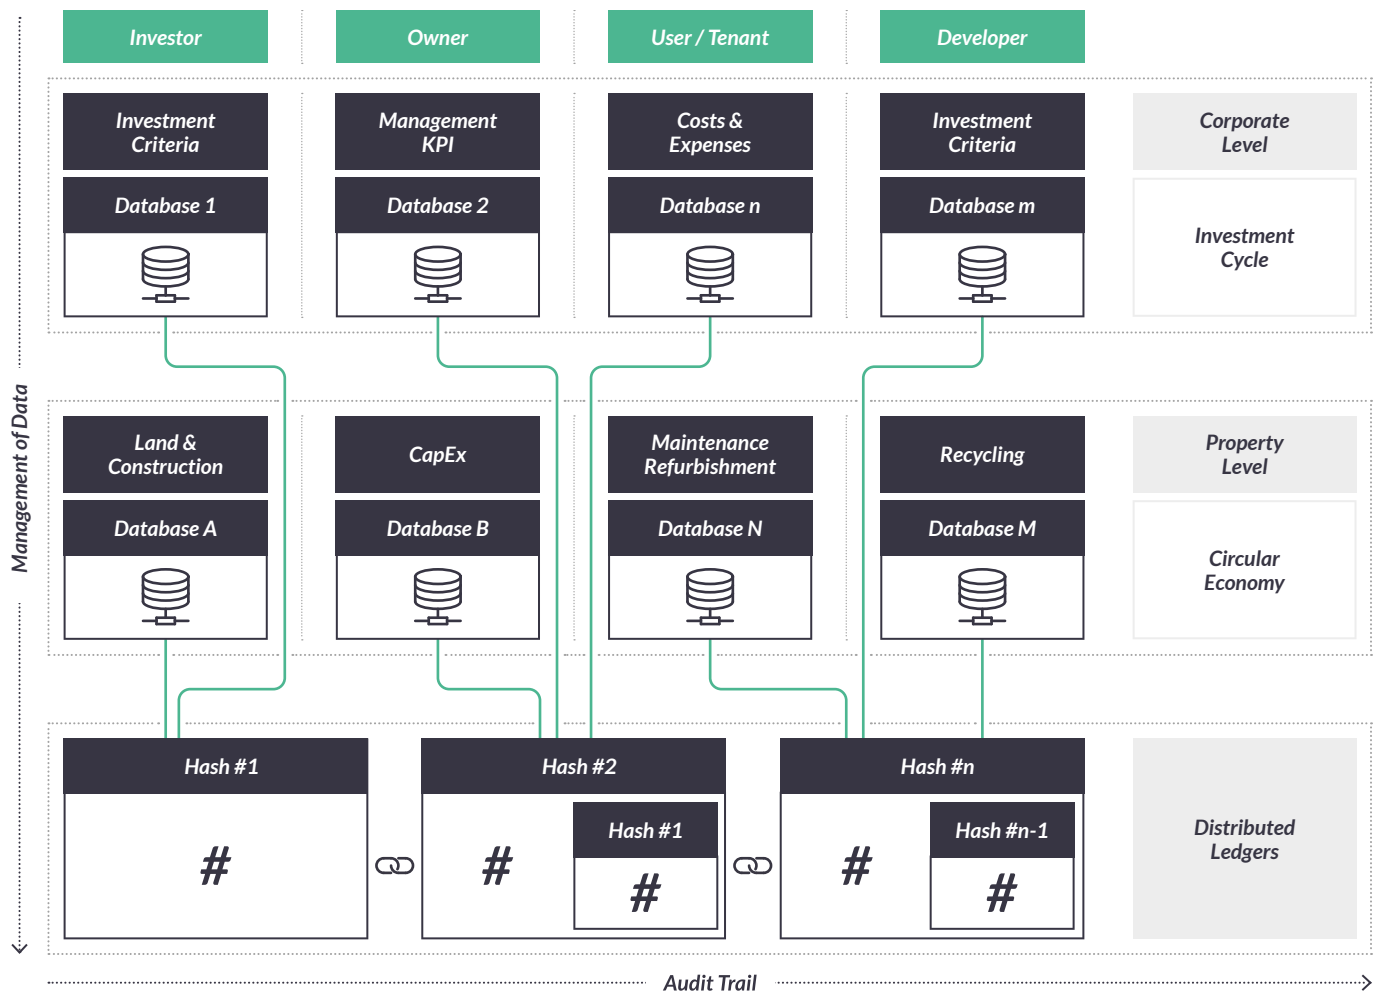 Investor
Owner
User / Tenant
Developer
Investment
Criteria
Management
KPI
Costs &
Expenses
Investment
Criteria
Corporate
Level
Database 1
Database 2
Database n
Database m
Investment
Cycle
Management of Data
Land &
Construction
CapEx
Maintenance
Refurbishment
Recycling
Property
Level
Database A
Database B
Database N
Database M
Circular
Economy
Hash #1
Hash #2
Hash #n
#
#
Hash #1
#
#
Hash #n-1
#
Distributed
Ledgers
Audit Trail